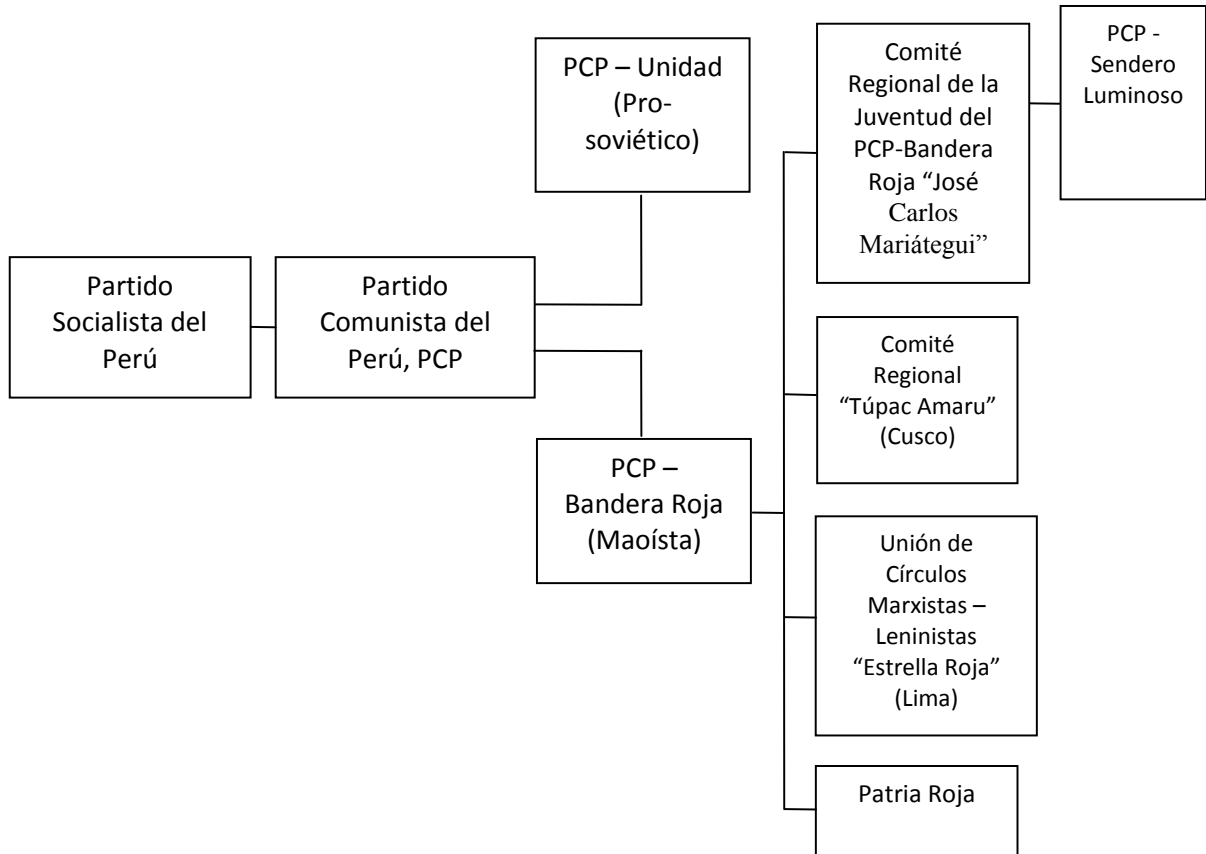 Partido
Socialista del
Perú
Partido
Comunista del
Perú, PCP
PCP – Unidad
(Pro-
soviético)
PCP –
Bandera Roja
(Maoísta)
Comité
Regional de la
Juventud del
PCP-Bandera
Roja “José
Carlos
Mariátegui”
PCP -
Sendero
Luminoso
Comité
Regional
“Túpac Amaru”
(Cusco)
Unión de
Círculos
Marxistas –
Leninistas
“Estrella Roja”
(Lima)
Patria Roja